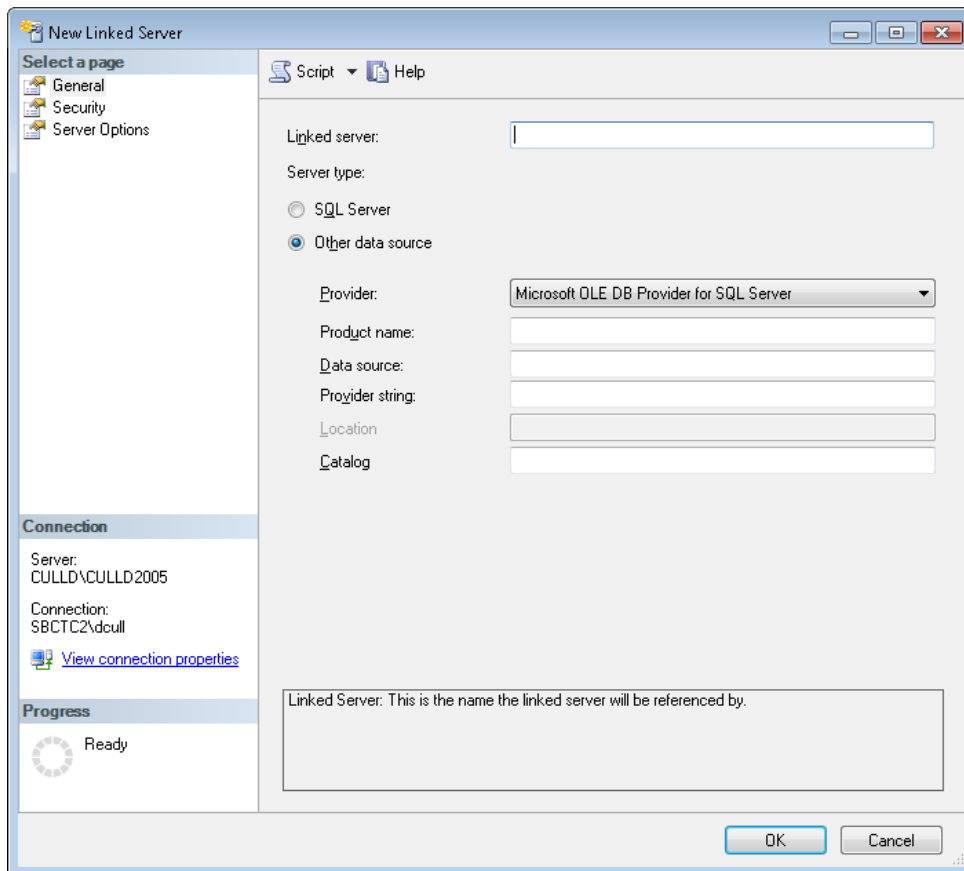 New Linked Server
Select a page
General
Security
Server Options
Script Help
Linked server:
Server type:
SQL Server
Other data source
Provider: Microsoft OLE DB Provider for SQL Server
Product name:
Data source:
Provider string:
Location
Catalog
Connection
Server:
CULLD\CULLD2005
Connection:
SBCTC2\dcull
View connection properties
Progress
Ready
Linked Server: This is the name the linked server will be referenced by.
OK Cancel